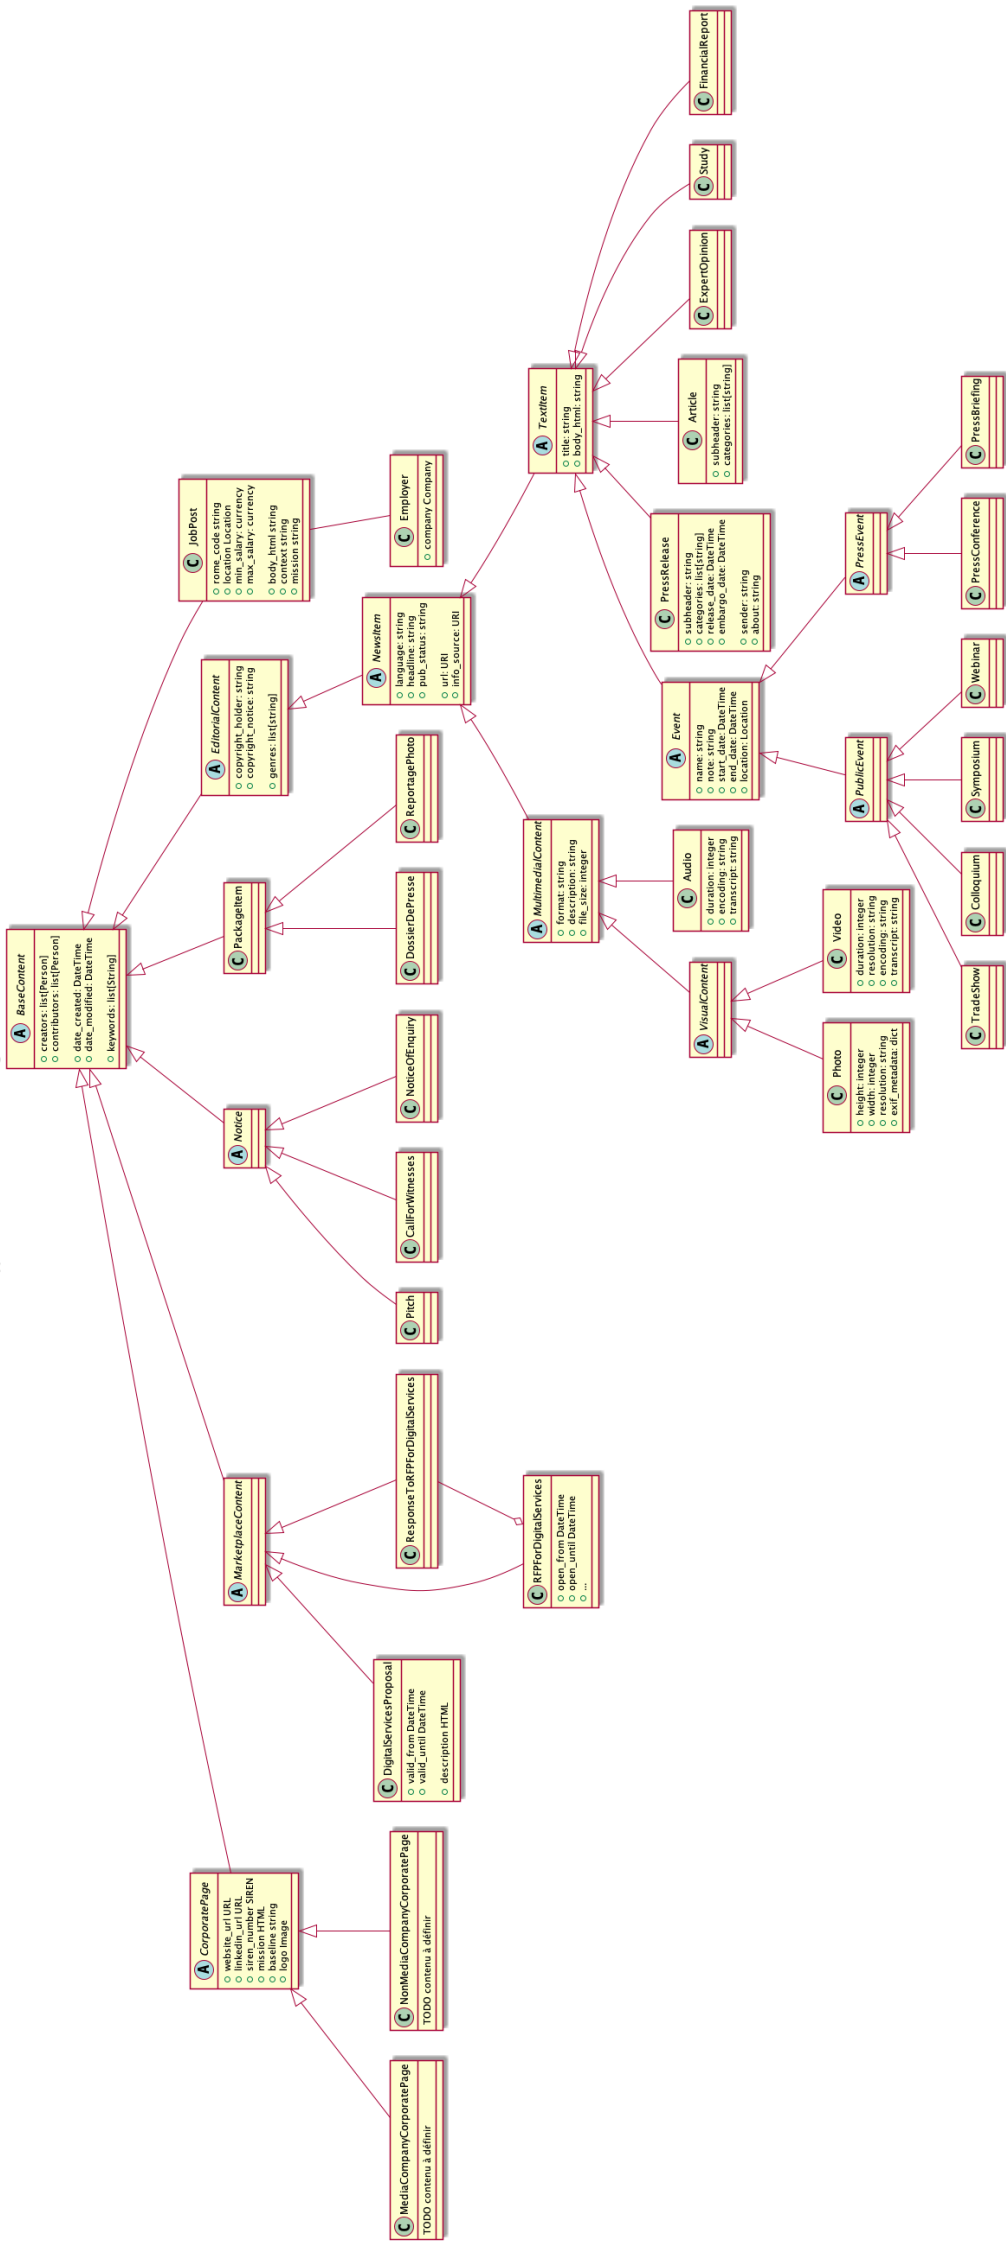 A BaseContent
creators: list[Person]
contributors: list[Person]
date_created: DateTime
date_modified: DateTime
keywords: list[String]
A CorporatePage
website_url URL
linkedin_url URL
siren_number SIREN
mission HTML
baseline string
logo Image
A MarketplaceContent
A Notice
C PackageItem
A EditorialContent
copyright_holder: string
copyright_notice: string
genres: list[string]
C JobPost
rome_code string
location Location
min_salary: currency
max_salary: currency
body_html string
context string
mission string
C MediaCompanyCorporatePage
TODO contenu à définir
C NonMediaCompanyCorporatePage
TODO contenu à définir
C DigitalServicesProposal
valid_from DateTime
valid_until DateTime
description HTML
C ResponseToRFPForDigitalServices
C Pitch
C CallForWitnesses
C NoticeOfEnquiry
C DossierDePresse
C ReportagePhoto
A NewsItem
language: string
headline: string
pub_status: string
url: URI
info_source: URI
C Employer
company Company
C RFPForDigitalServices
open_from DateTime
open_until DateTime
...
A MultimedialContent
format: string
description: string
file_size: integer
A TextItem
title: string
body_html: string
A VisualContent
C Audio
duration: integer
encoding: string
transcript: string
A Event
name: string
note: string
start_date: DateTime
end_date: DateTime
location: Location
C PressRelease
subheader: string
categories: list[string]
release_date: DateTime
embargo_date: DateTime
sender: string
about: string
C Article
subheader: string
categories: list[string]
C ExpertOpinion
C Study
C FinancialReport
C Photo
height: integer
width: integer
resolution: string
exif_metadata: dict
C Video
duration: integer
resolution: string
encoding: string
transcript: string
A PublicEvent
A PressEvent
C TradeShow
C Colloquium
C Symposium
C Webinar
C PressConference
C PressBriefing